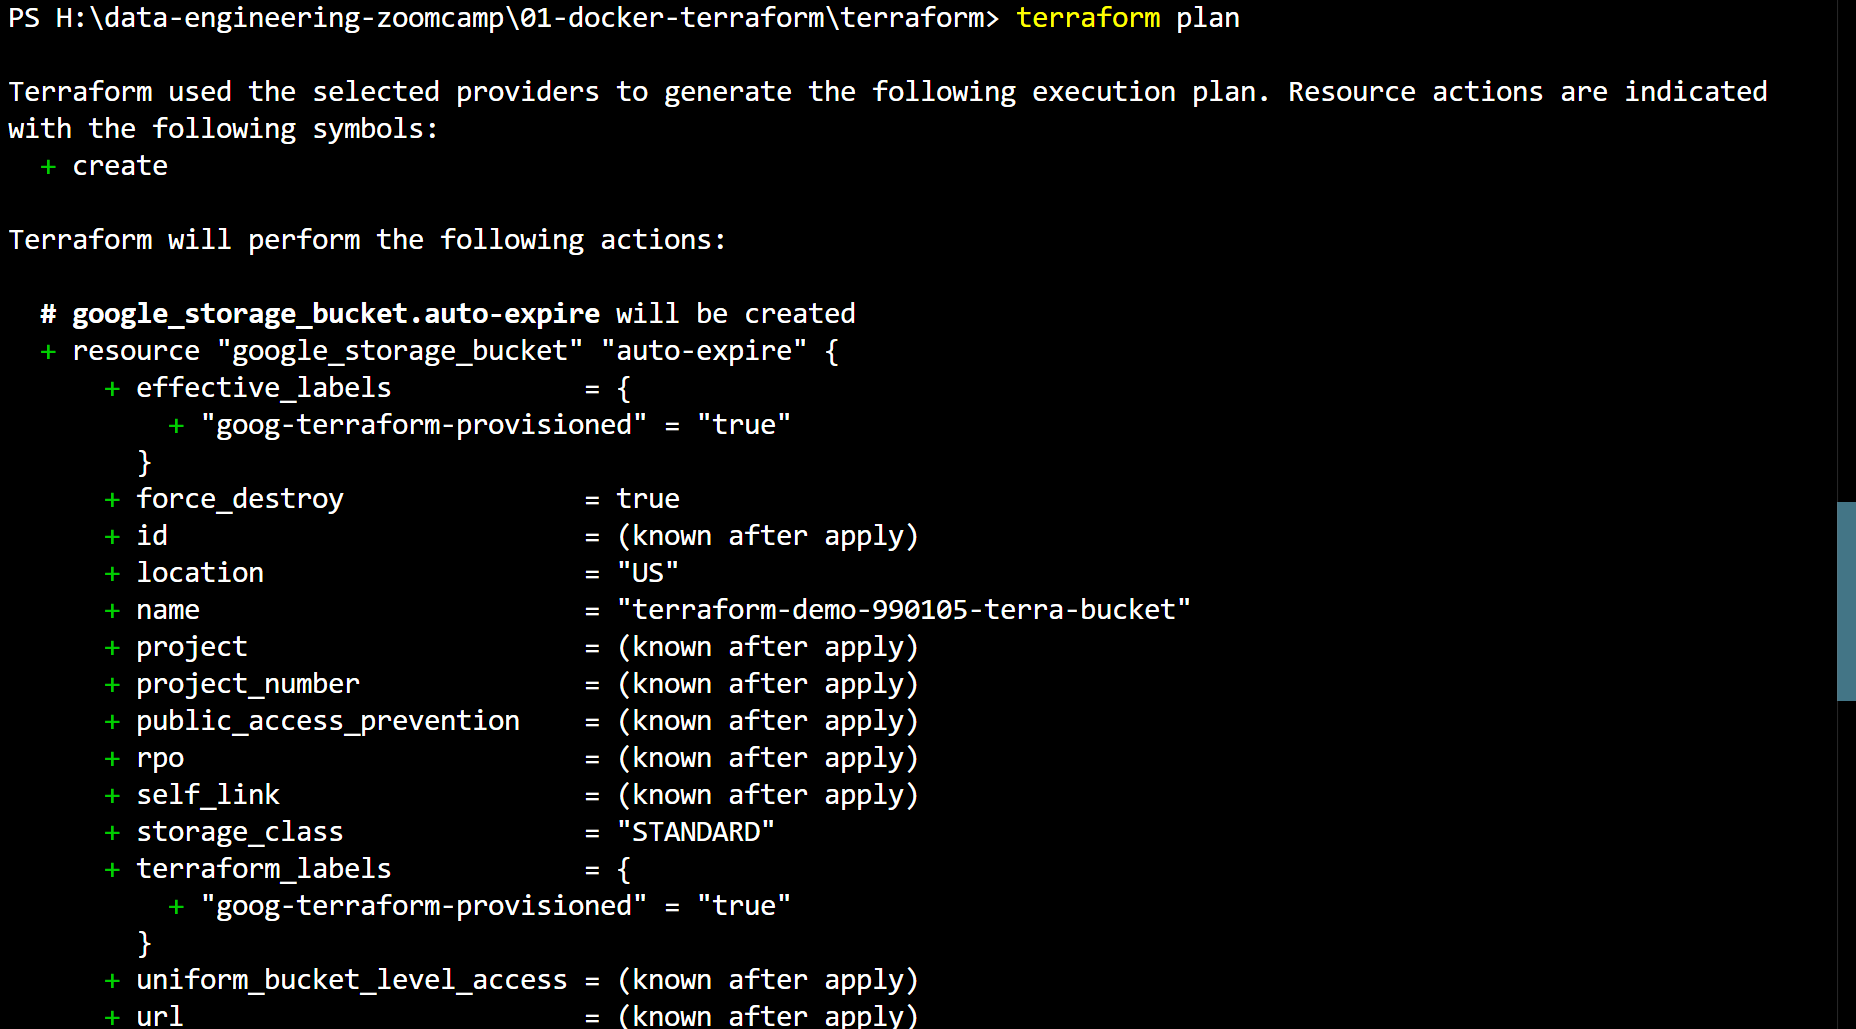 PS H:\data-engineering-zoomcamp\01-docker-terraform\terraform> terraform plan
Terraform used the selected providers to generate the following execution plan. Resource actions are indicated
with the following symbols:
  + create
Terraform will perform the following actions:
  # google_storage_bucket.auto-expire will be created
  + resource "google_storage_bucket" "auto-expire" {
      + effective_labels            = {
          + "goog-terraform-provisioned" = "true"
        }
      + force_destroy               = true
      + id                          = (known after apply)
      + location                    = "US"
      + name                        = "terraform-demo-990105-terra-bucket"
      + project                     = (known after apply)
      + project_number              = (known after apply)
      + public_access_prevention    = (known after apply)
      + rpo                         = (known after apply)
      + self_link                   = (known after apply)
      + storage_class               = "STANDARD"
      + terraform_labels            = {
          + "goog-terraform-provisioned" = "true"
        }
      + uniform_bucket_level_access = (known after apply)
      + url                         = (known after apply)